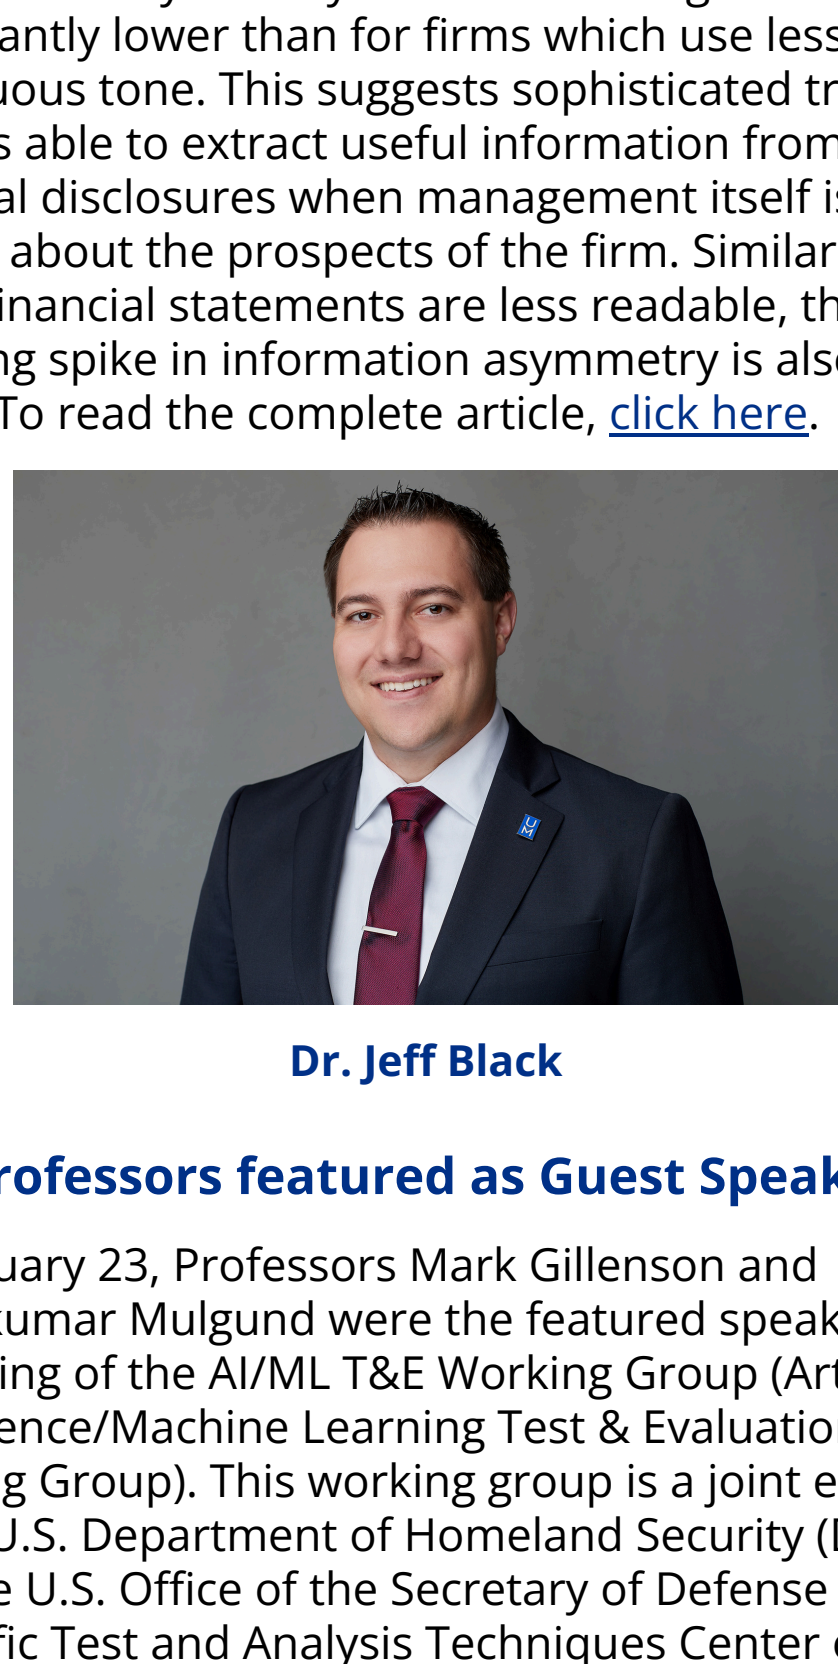 antly lower than for firms which use less
uous tone. This suggests sophisticated tr
s able to extract useful information from
al disclosures when management itself is
about the prospects of the firm. Similar
inancial statements are less readable, th
ng spike in information asymmetry is also
To read the complete article, click here.
UM
Dr. Jeff Black
rofessors featured as Guest Speak
uary 23, Professors Mark Gillenson and
kumar Mulgund were the featured speak
ing of the AI/ML T&E Working Group (Art
ence/Machine Learning Test & Evaluation
g Group). This working group is a joint e
U.S. Department of Homeland Security (D
e U.S. Office of the Secretary of Defense
fic Test and Analysis Techniques Center